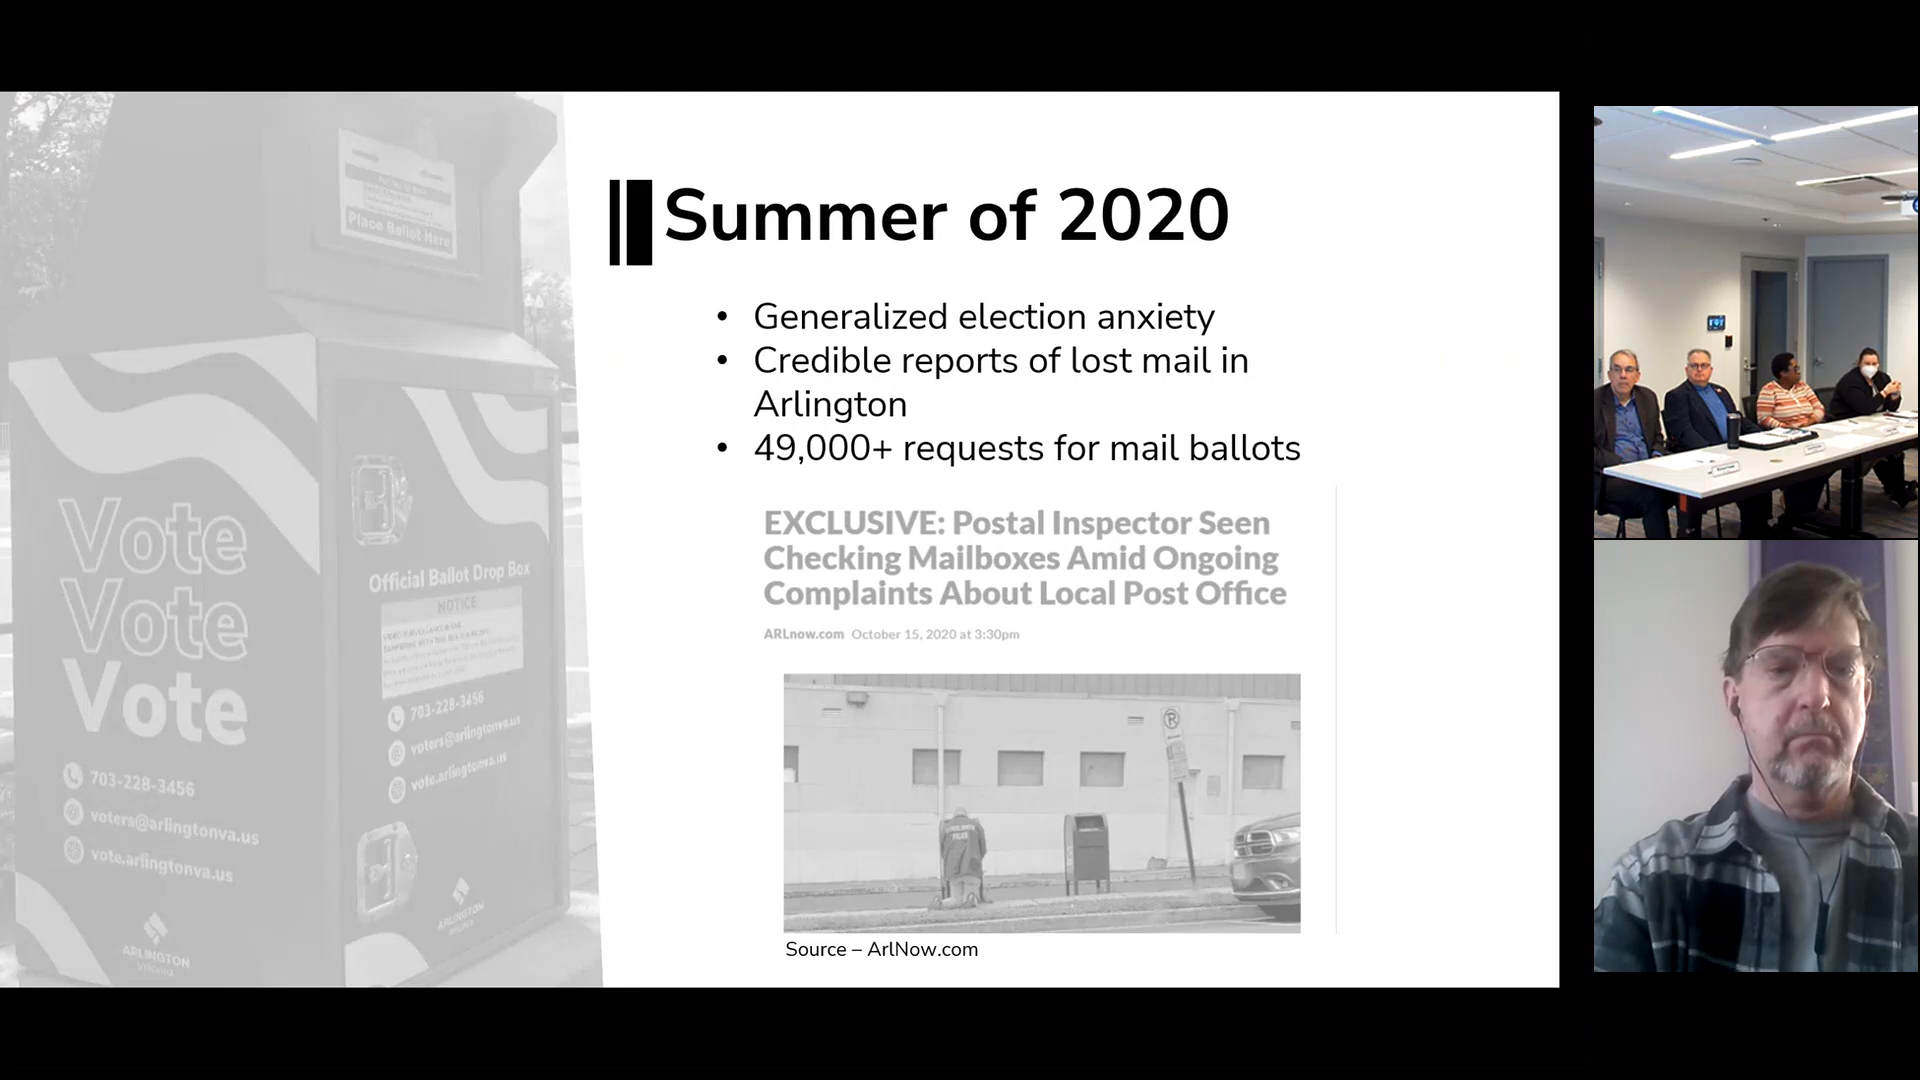 Summer of 2020
• Generalized election anxiety
• Credible reports of lost mail in
Arlington
• 49,000+ requests for mail ballots
EXCLUSIVE: Postal Inspector Seen
Checking Mailboxes Amid Ongoing
Complaints About Local Post Office
ARLnow.com October 15, 2020 at 3:30pm
Source – ArlNow.com
Place Ballot Here
Vote
Vote
Vote
703-228-3456
voters@arlingtonva.us
vote.arlingtonva.us
ARLINGTON
VIRGINIA
Official Ballot Drop Box
NOTICE
703-228-3456
voters@arlingtonva.us
vote.arlingtonva.us
ARLINGTON
VIRGINIA